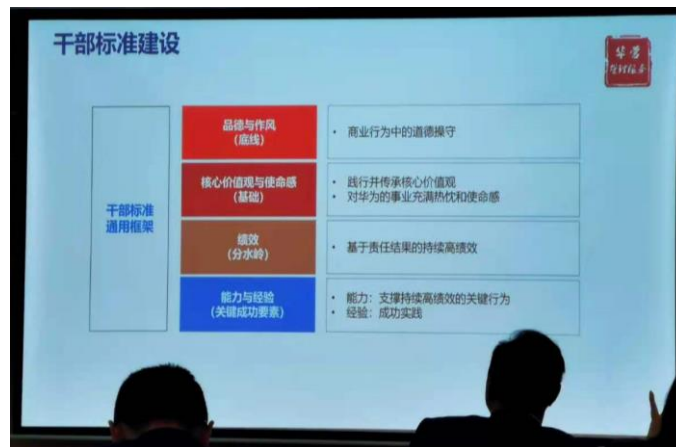 干部标准建设
华营
干部标准
通用框架
品德与作风
(底线)
• 商业行为中的道德操守
核心价值观与使命感
(基础)
• 践行并传承核心价值观
• 对华为的事业充满热忱和使命感
绩效
(分水岭)
• 基于责任结果的持续高绩效
能力与经验
(关键成功要素)
• 能力：支撑持续高绩效的关键行为
• 经验：成功实践